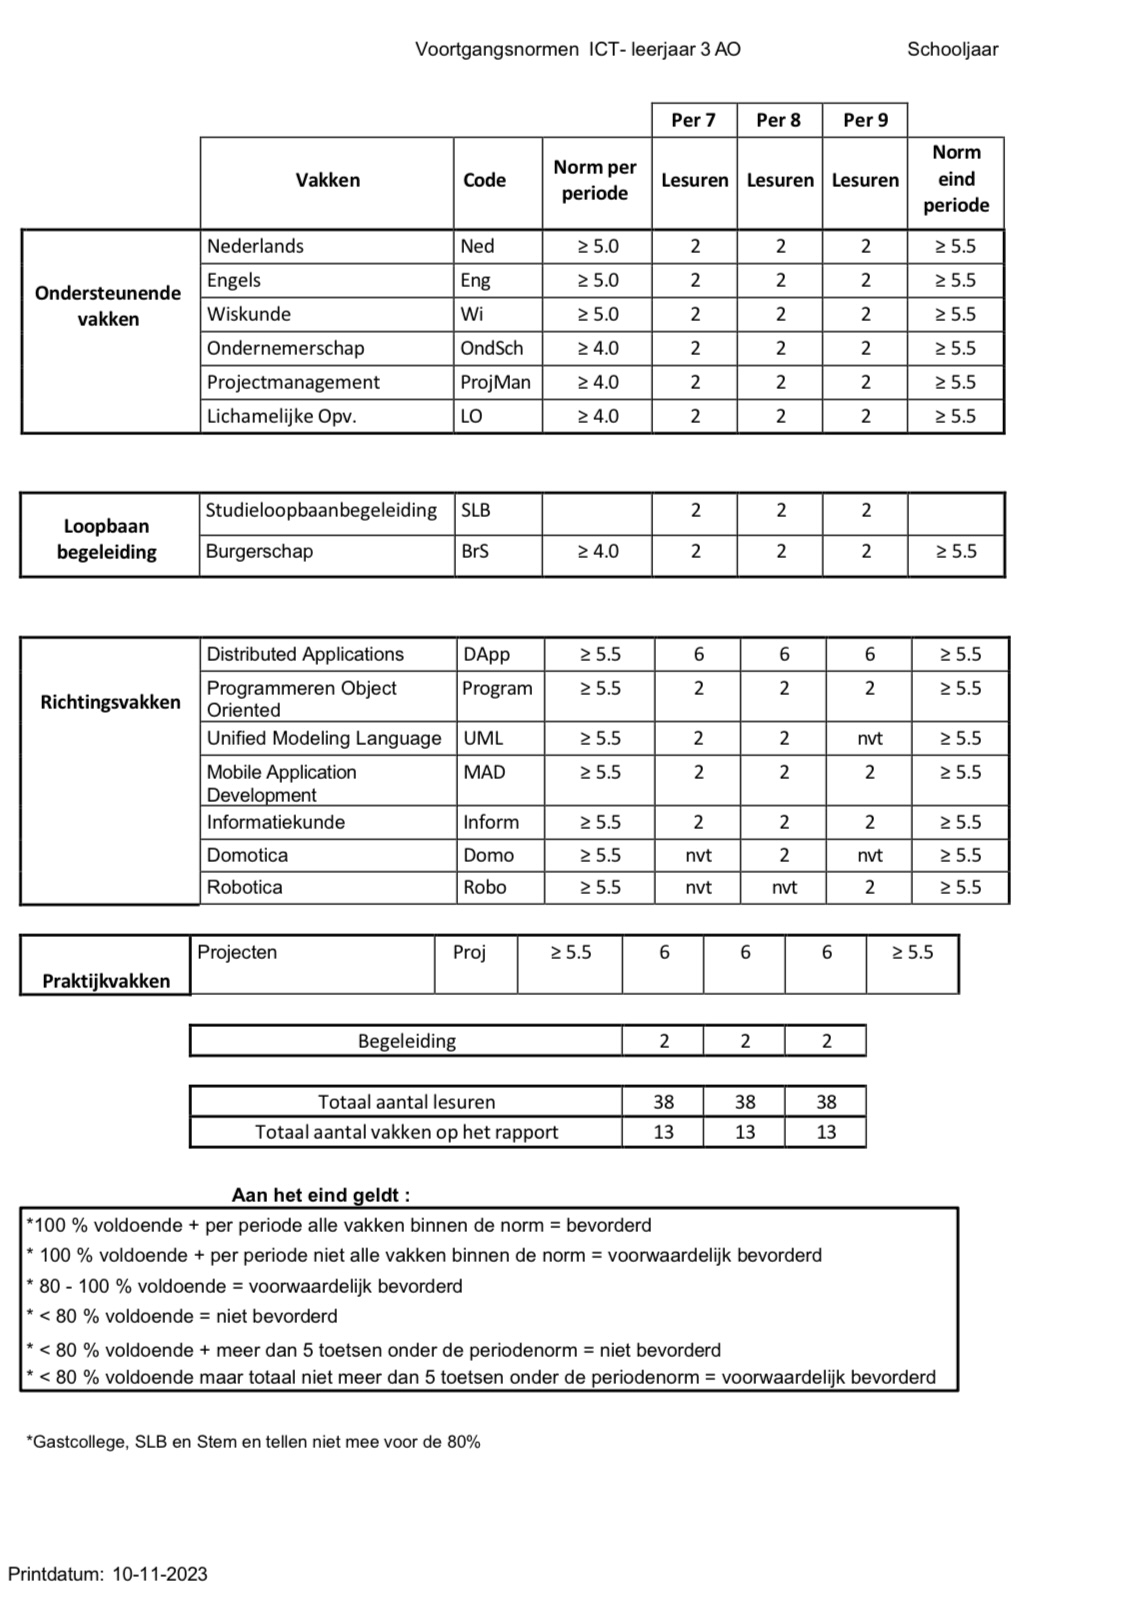 Voortgangsnormen ICT- leerjaar 3 AO Schooljaar
Per 7 Per 8 Per 9
Vakken Code Norm per periode Lesuren Lesuren Lesuren Norm eind periode
Ondersteunende vakken
Nederlands Ned ≥ 5.0 2 2 2 ≥ 5.5
Engels Eng ≥ 5.0 2 2 2 ≥ 5.5
Wiskunde Wi ≥ 5.0 2 2 2 ≥ 5.5
Ondernemerschap OndSch ≥ 4.0 2 2 2 ≥ 5.5
Projectmanagement ProjMan ≥ 4.0 2 2 2 ≥ 5.5
Lichamelijke Opv. LO ≥ 4.0 2 2 2 ≥ 5.5
Loopbaan begeleiding
Studieloopbaanbegeleiding SLB 2 2 2
Burgerschap BrS ≥ 4.0 2 2 2 ≥ 5.5
Richtingsvakken
Distributed Applications DApp ≥ 5.5 6 6 6 ≥ 5.5
Programmeren Object Oriented Program ≥ 5.5 2 2 2 ≥ 5.5
Unified Modeling Language UML ≥ 5.5 2 2 nvt ≥ 5.5
Mobile Application Development MAD ≥ 5.5 2 2 2 ≥ 5.5
Informatiekunde Inform ≥ 5.5 2 2 2 ≥ 5.5
Domotica Domo ≥ 5.5 nvt 2 nvt ≥ 5.5
Robotica Robo ≥ 5.5 nvt nvt 2 ≥ 5.5
Praktijkvakken
Projecten Proj ≥ 5.5 6 6 6 ≥ 5.5
Begeleiding 2 2 2
Totaal aantal lesuren 38 38 38
Totaal aantal vakken op het rapport 13 13 13
Aan het eind geldt :
*100 % voldoende + per periode alle vakken binnen de norm = bevorderd
* 100 % voldoende + per periode niet alle vakken binnen de norm = voorwaardelijk bevorderd
* 80 - 100 % voldoende = voorwaardelijk bevorderd
* < 80 % voldoende = niet bevorderd
* < 80 % voldoende + meer dan 5 toetsen onder de periodenorm = niet bevorderd
* < 80 % voldoende maar totaal niet meer dan 5 toetsen onder de periodenorm = voorwaardelijk bevorderd
*Gastcollege, SLB en Stem en tellen niet mee voor de 80%
Printdatum: 10-11-2023